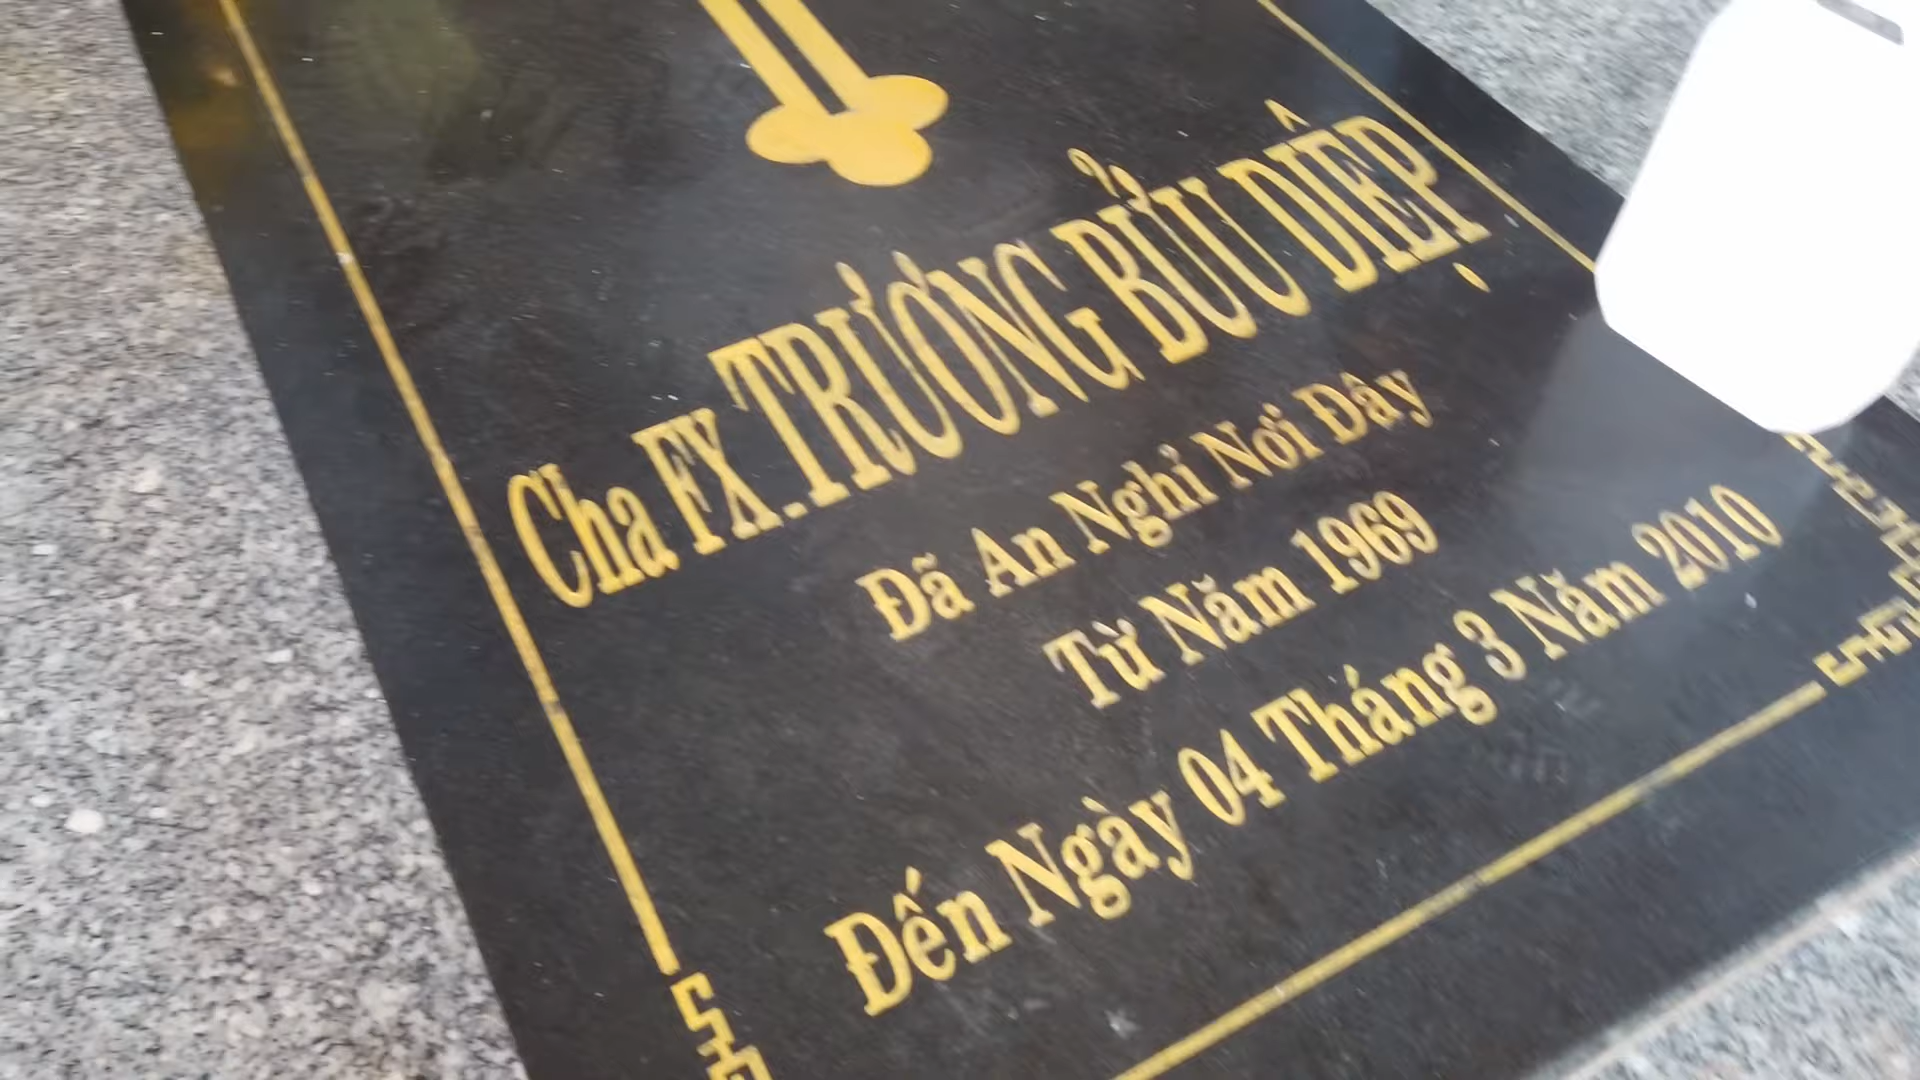 Cha FX.TRƯƠNG BỬU DIỆP
Đã An Nghỉ Nơi Đây
Từ Năm 1969
Đến Ngày 04 Tháng 3 Năm 2010